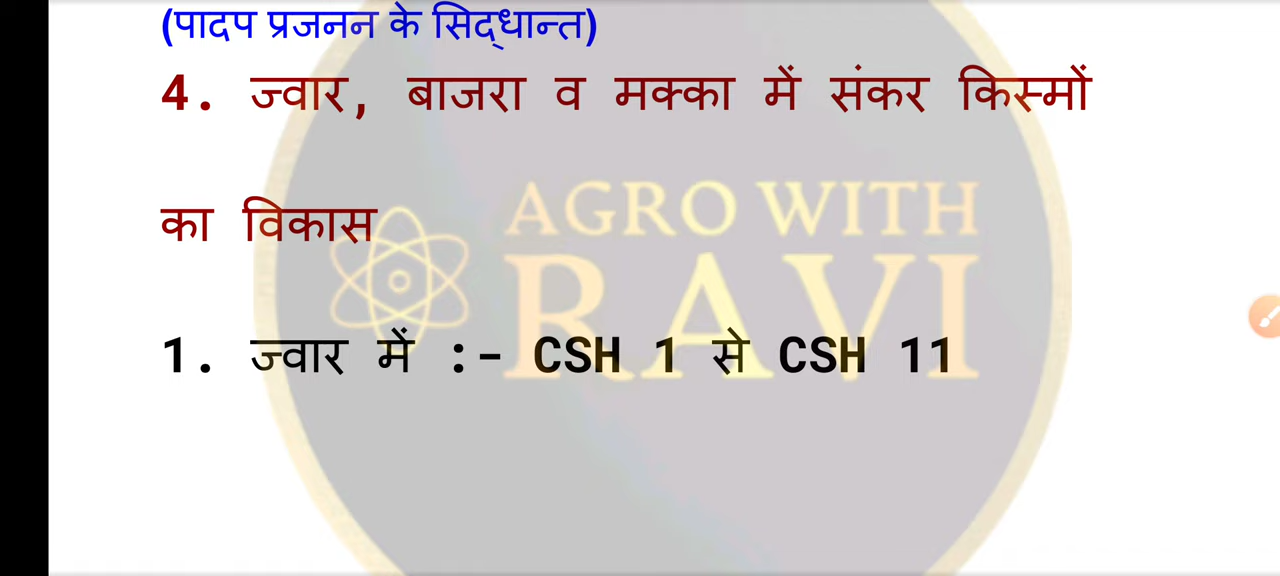 (पादप प्रजनन के सिद्धान्त)
4. ज्वार, बाजरा व मक्का में संकर किस्मों
का विकास
AGRO WITH
RAVI
1. ज्वार में :- CSH 1 से CSH 11